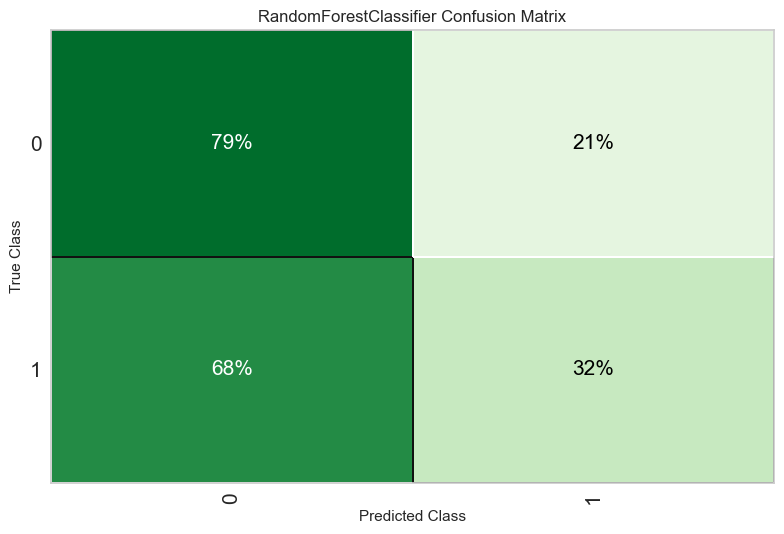 RandomForestClassifier Confusion Matrix
0
79%
21%
True Class
1
68%
32%
0
1
Predicted Class